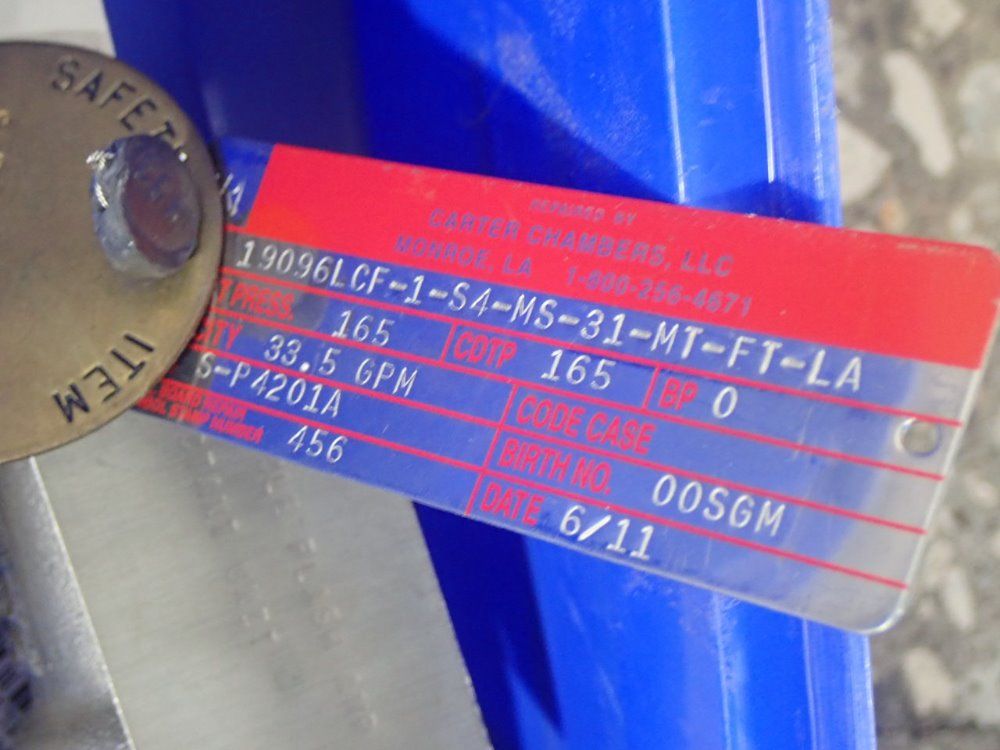 SAFETY
ITEM
REPAIRED BY
CARTER CHAMBERS, LLC
MONROE, LA 1-800-256-4671
19096LCF-1-S4-MS-31-MT-FT-LA
PRESS. 165 CDTP 165 BP 0
33.5 GPM CODE CASE
S-P4201A BIRTH NO. 00SGM
NUMBER 456 DATE 6/11